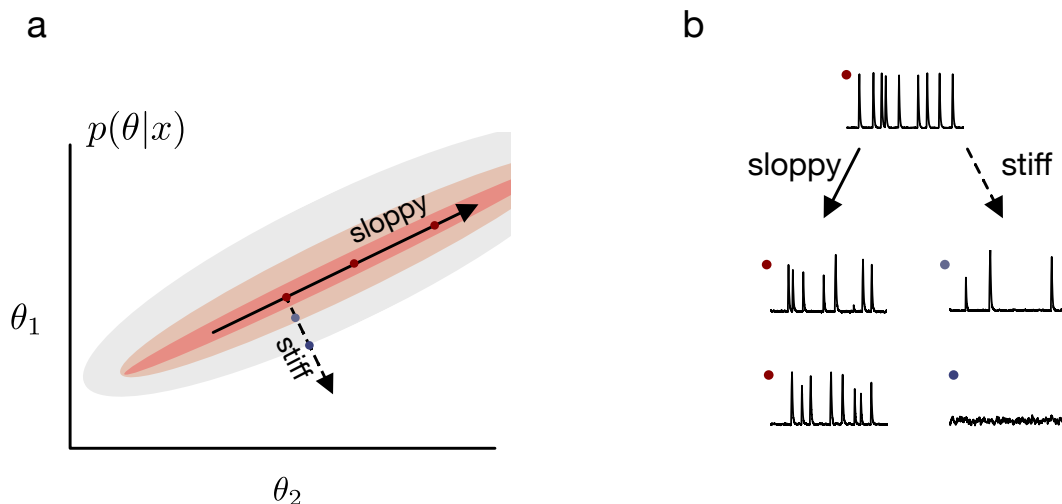 a
p(θ|x)
sloppy
stiff
θ₁
θ₂
b
sloppy
stiff